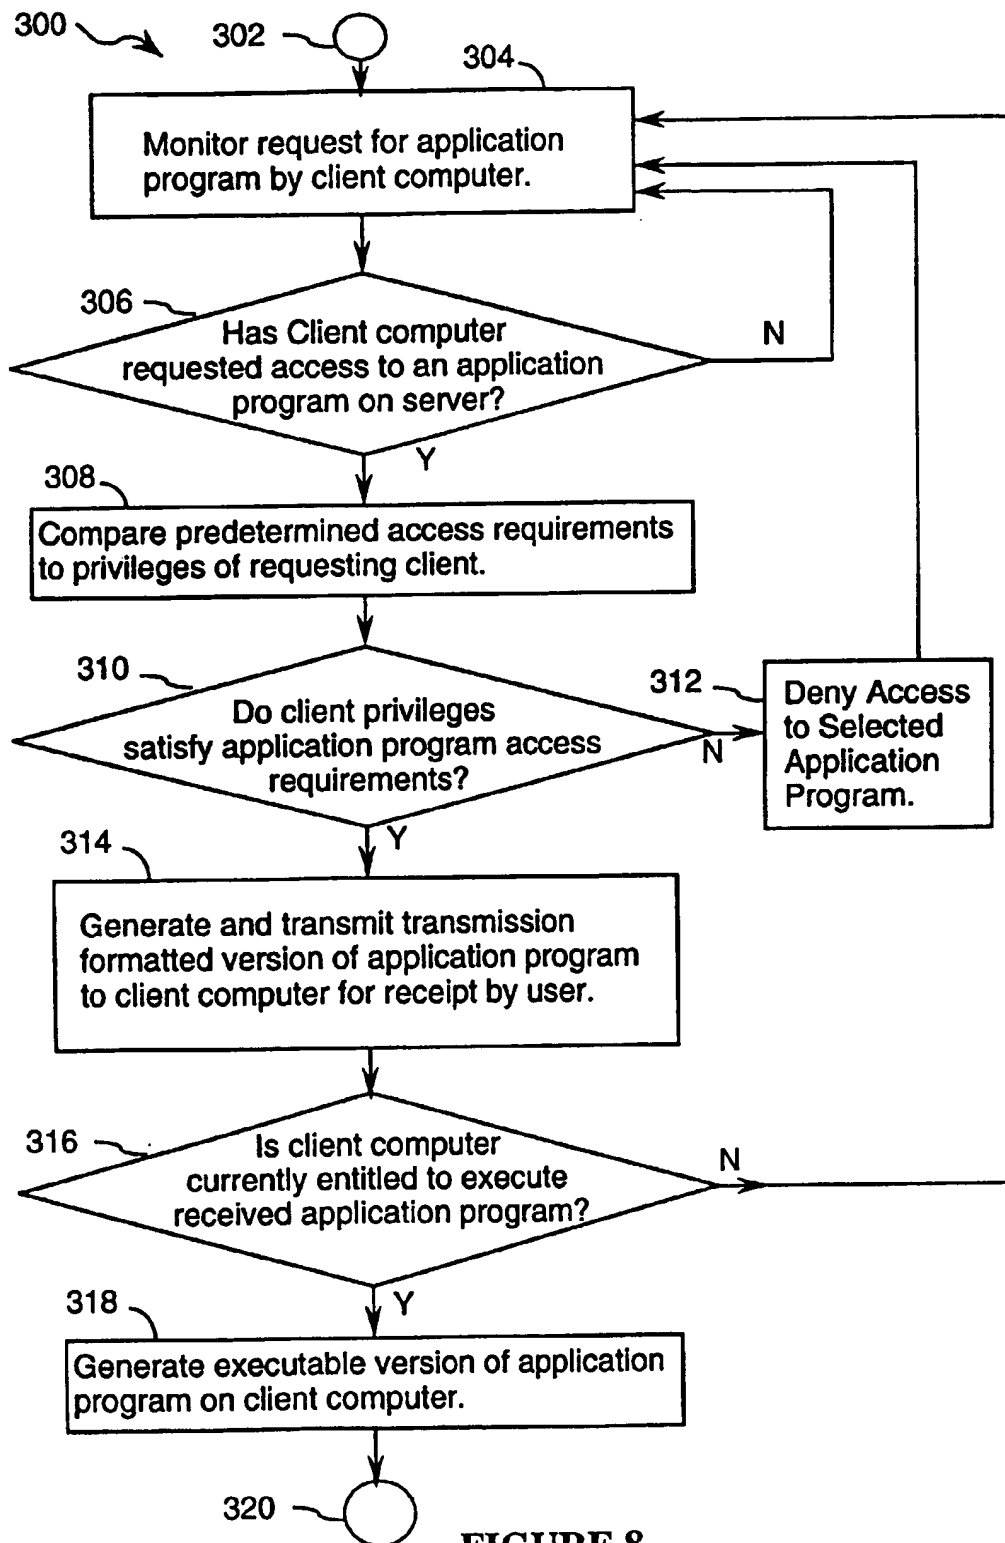 300
302
304
Monitor request for application
program by client computer.
306
Has Client computer
requested access to an application
program on server?
N
Y
308
Compare predetermined access requirements
to privileges of requesting client.
310
Do client privileges
satisfy application program access
requirements?
N
312
Deny Access
to Selected
Application
Program.
Y
314
Generate and transmit transmission
formatted version of application program
to client computer for receipt by user.
316
Is client computer
currently entitled to execute
received application program?
N
Y
318
Generate executable version of application
program on client computer.
320
FIGURE 8